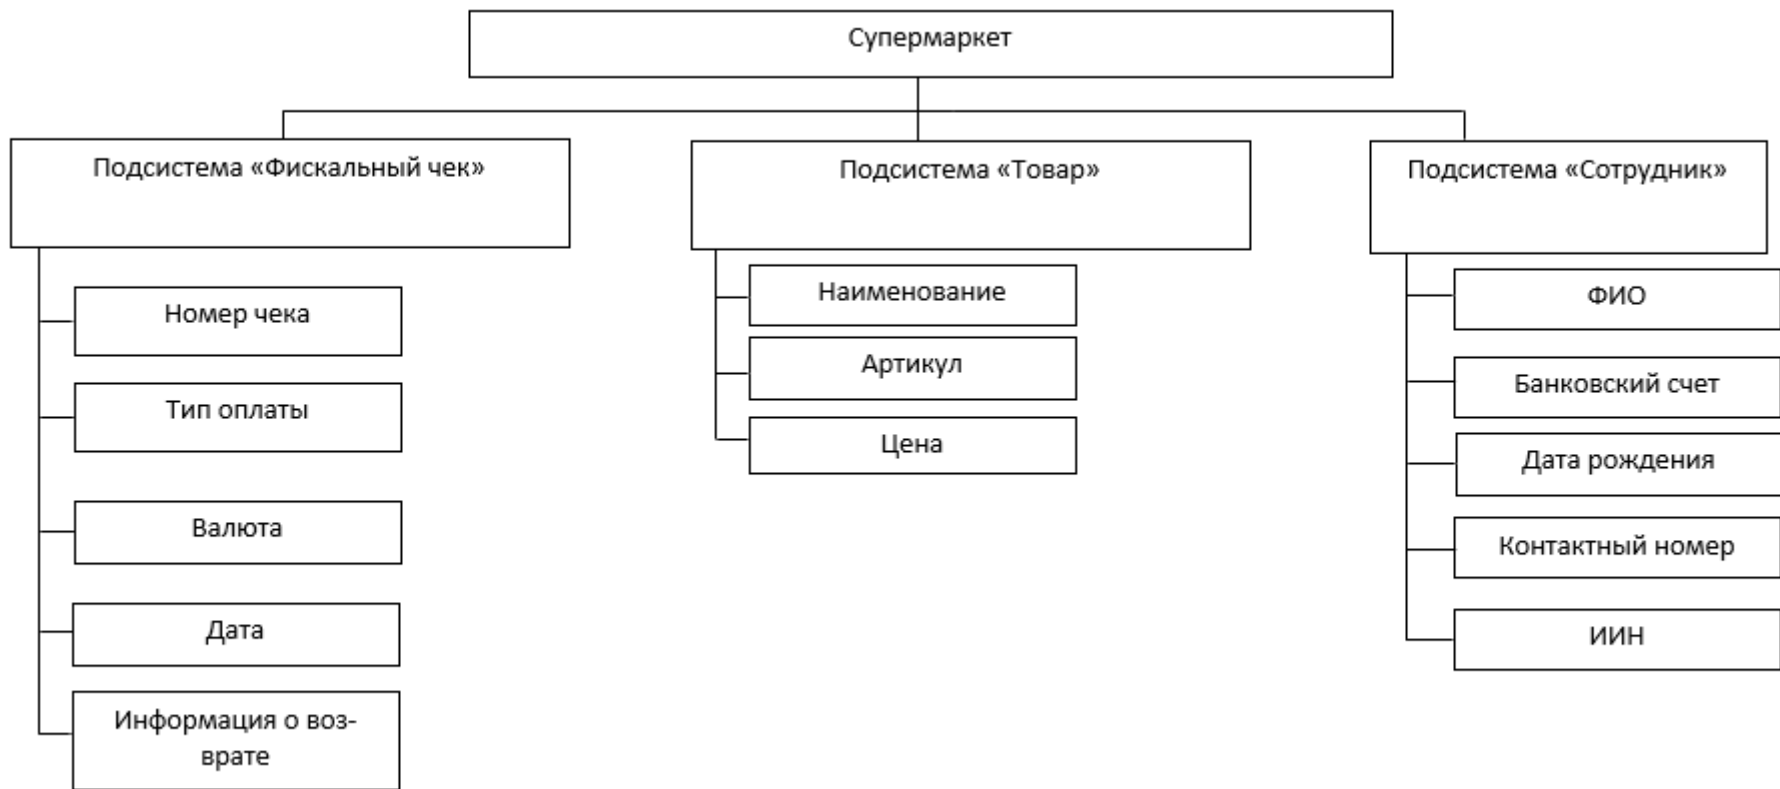 Супермаркет
Подсистема «Фискальный чек»
Номер чека
Тип оплаты
Валюта
Дата
Информация о воз-
врате
Подсистема «Товар»
Наименование
Артикул
Цена
Подсистема «Сотрудник»
ФИО
Банковский счет
Дата рождения
Контактный номер
ИИН